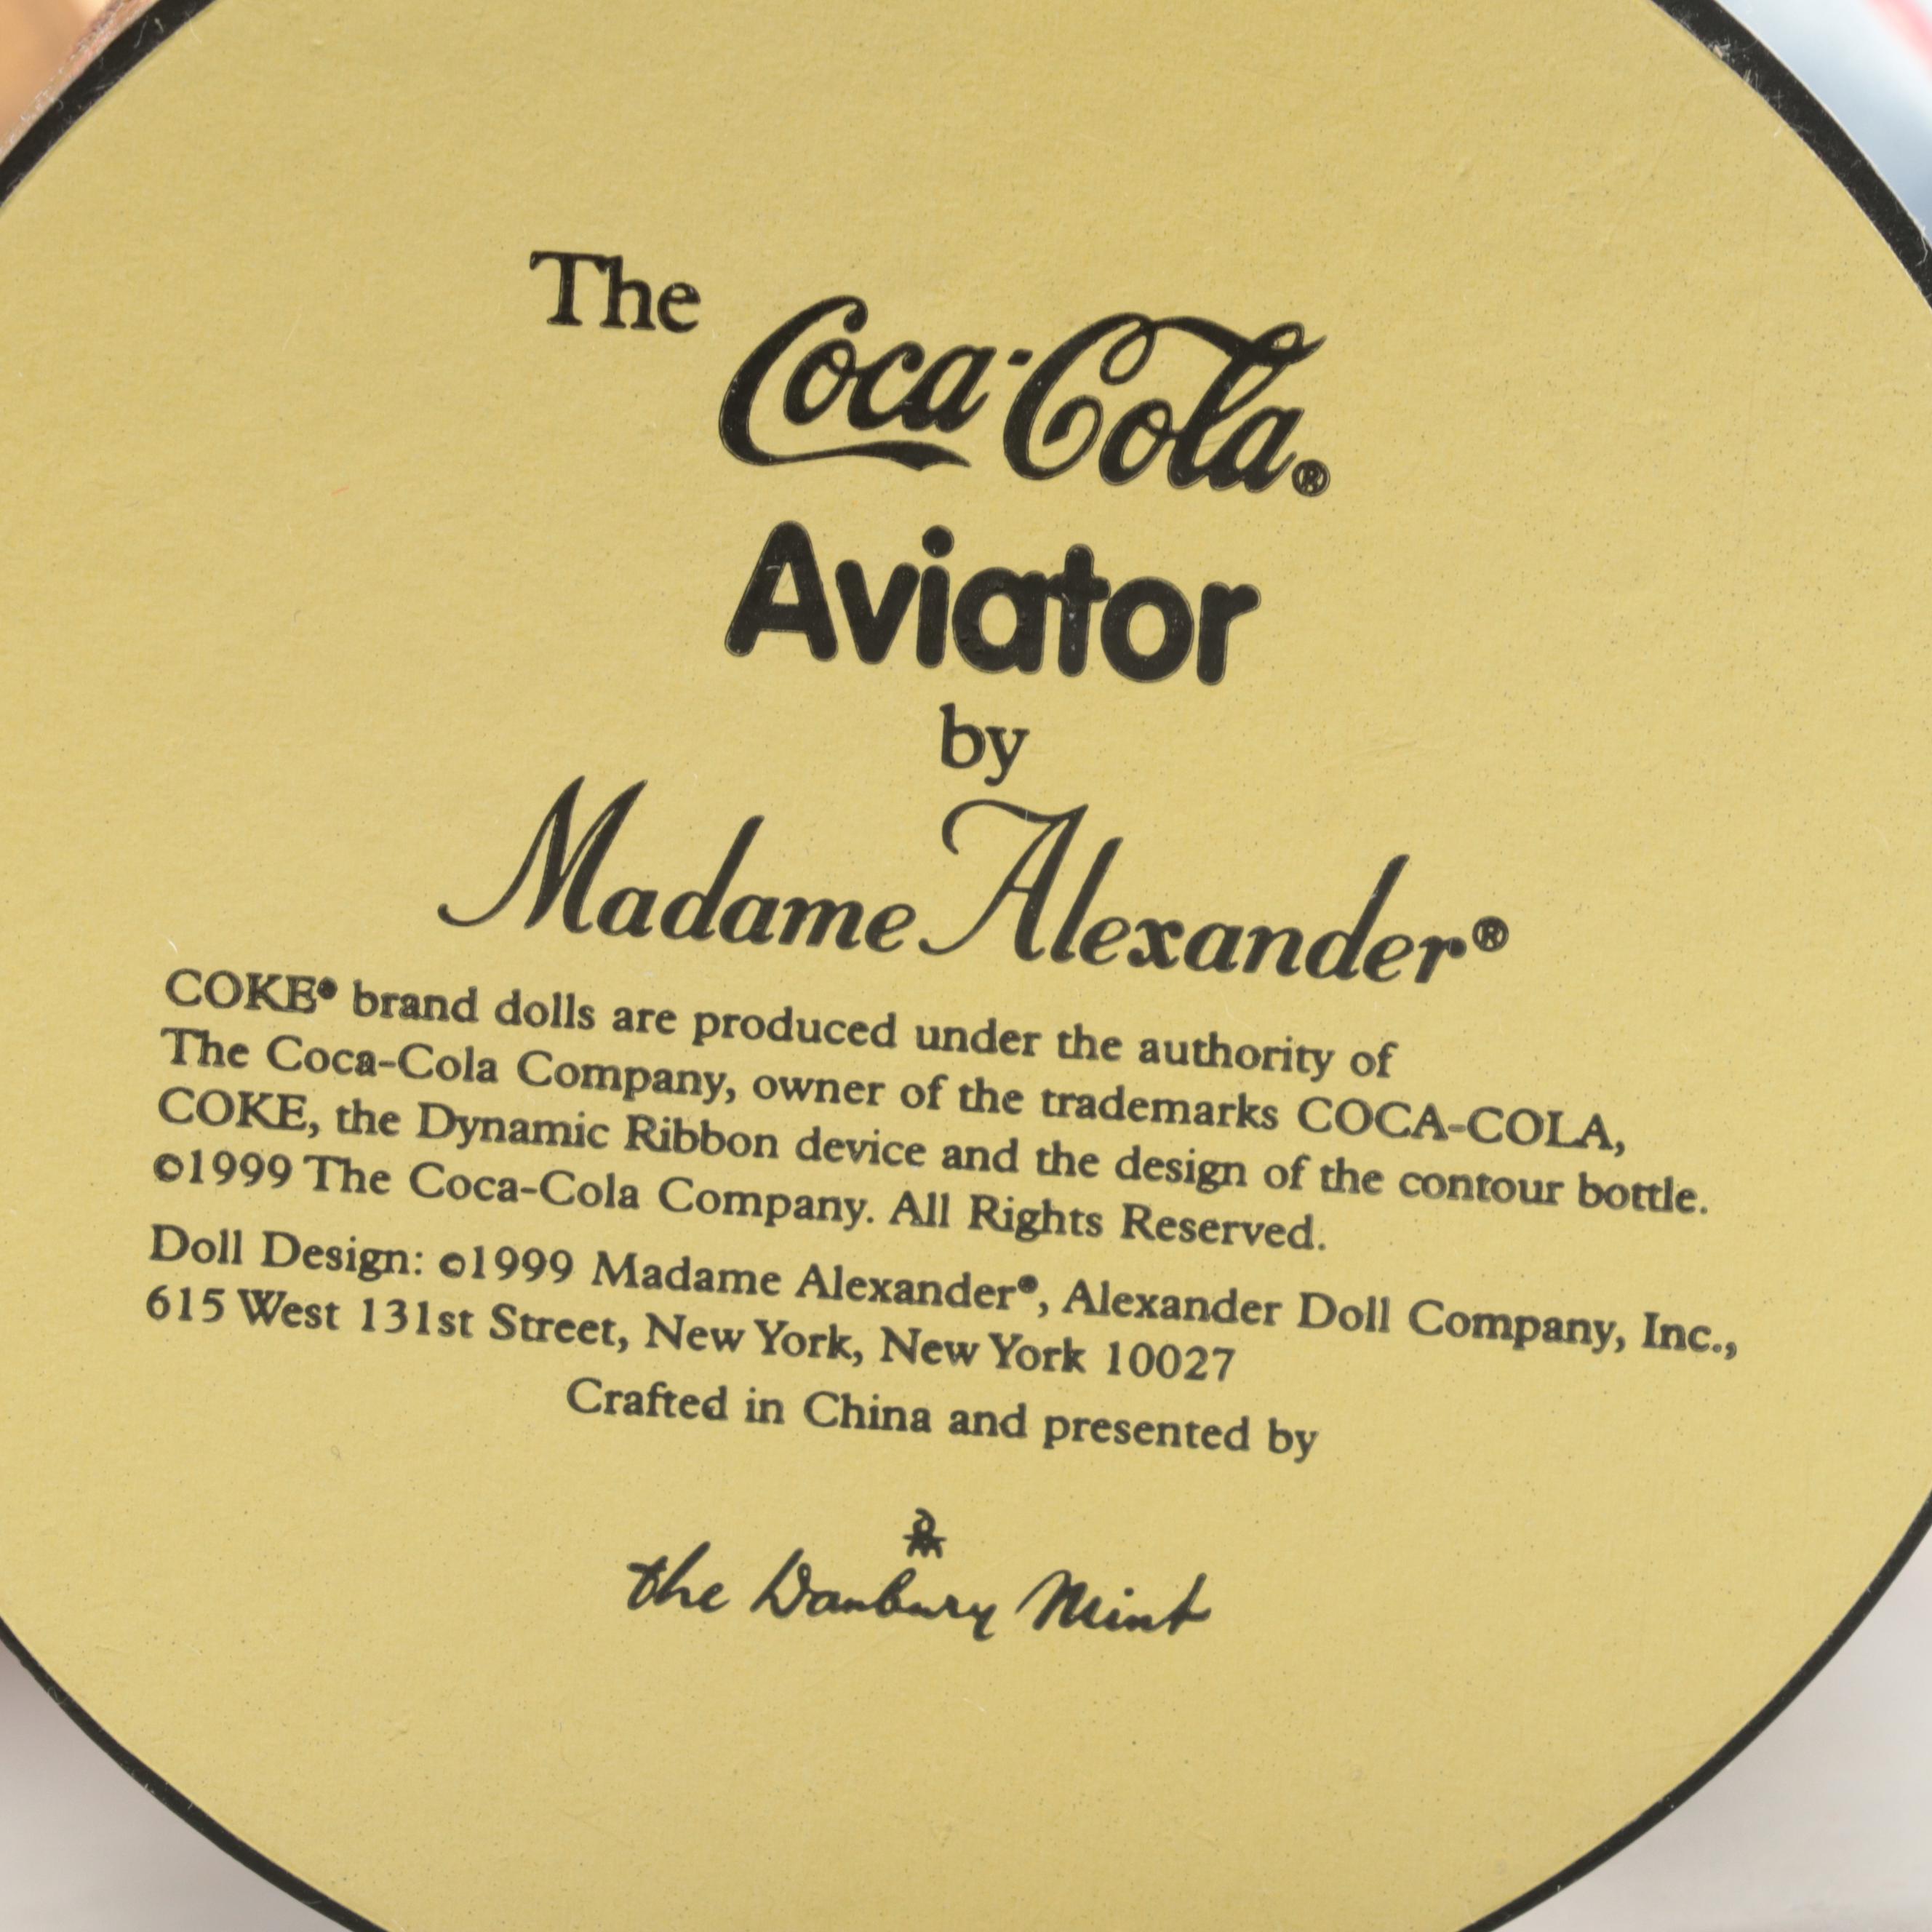 The
Coca-Cola®
Aviator
by
Madame Alexander®
COKE® brand dolls are produced under the authority of
The Coca-Cola Company, owner of the trademarks COCA-COLA,
COKE, the Dynamic Ribbon device and the design of the contour bottle.
©1999 The Coca-Cola Company. All Rights Reserved.
Doll Design: ©1999 Madame Alexander®, Alexander Doll Company, Inc.,
615 West 131st Street, New York, New York 10027
Crafted in China and presented by
the Danbury Mint